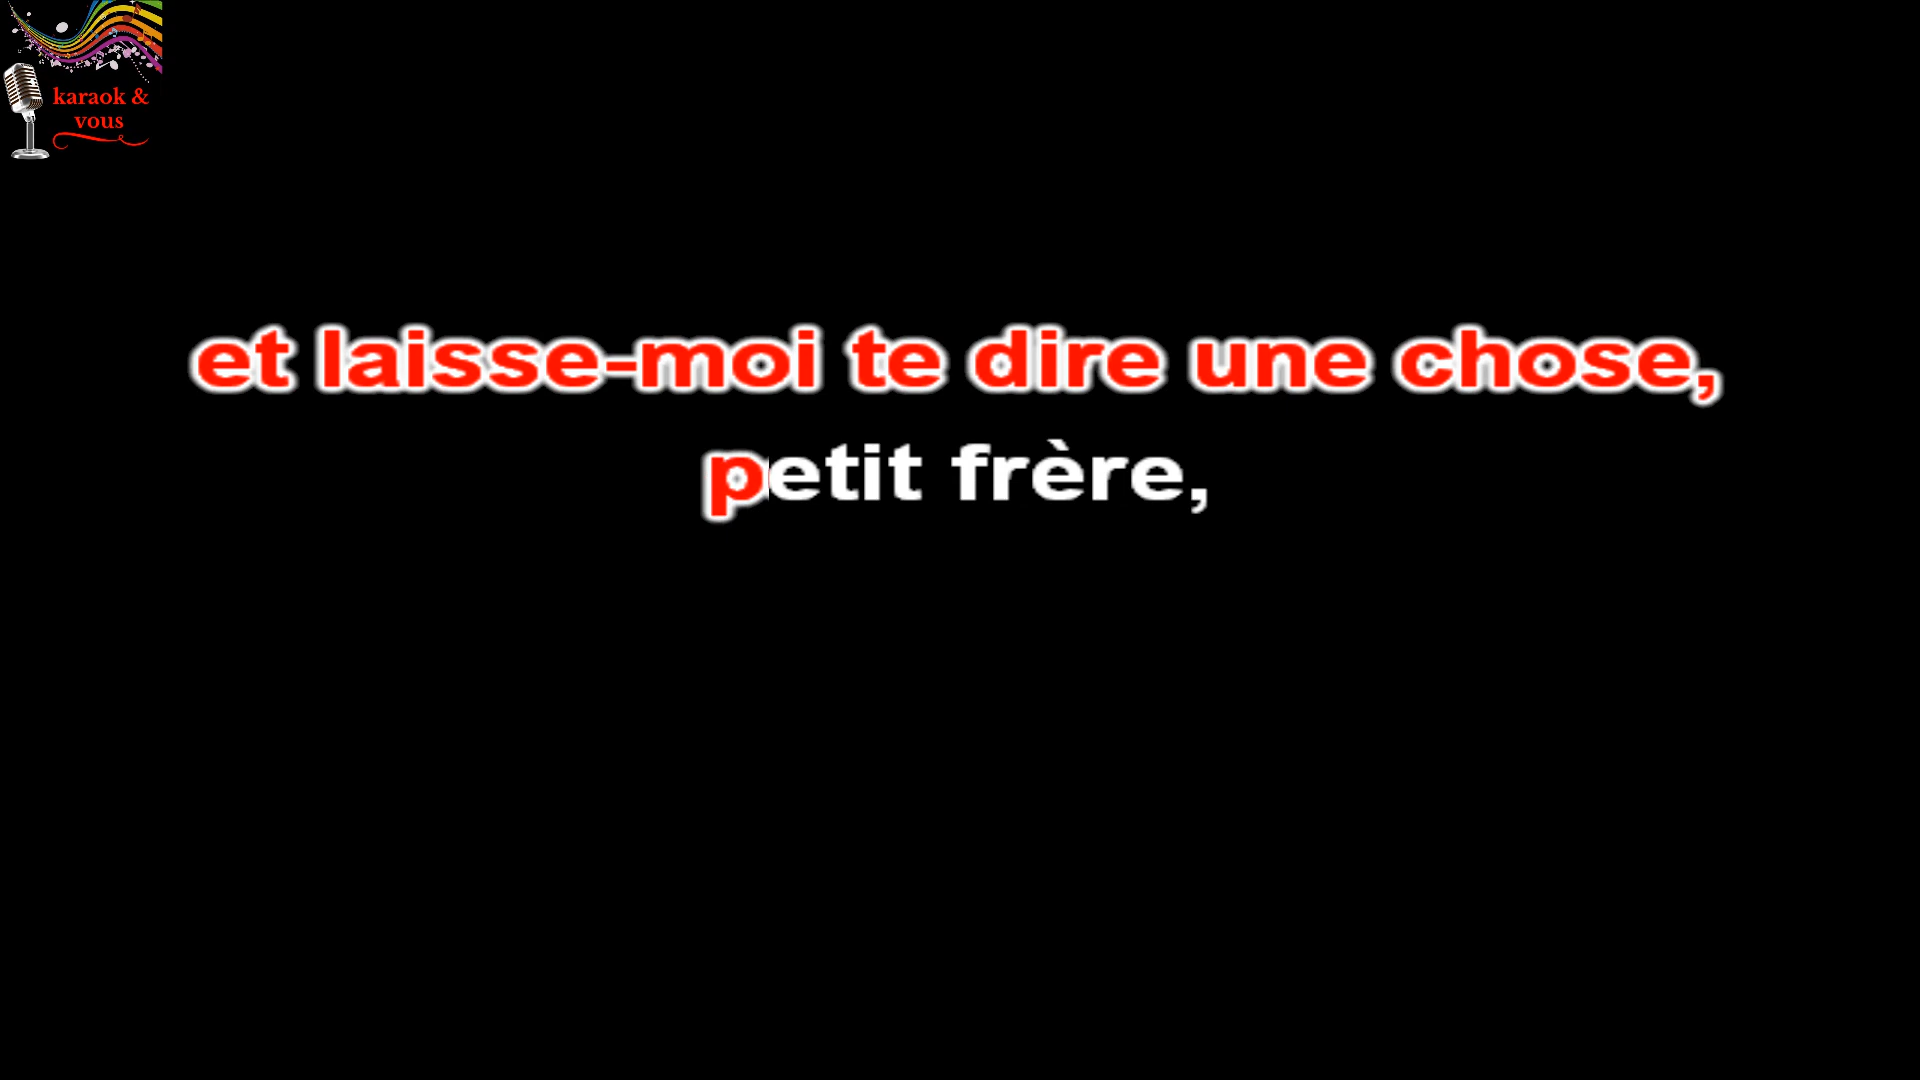 karaok &
vous
et laisse-moi te dire une chose,
petit frère,